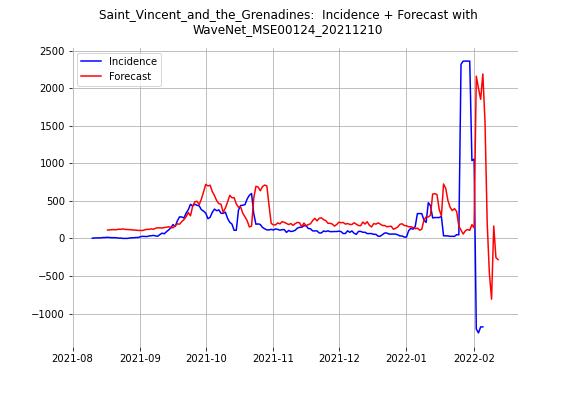 Saint_Vincent_and_the_Grenadines:  Incidence + Forecast with
WaveNet_MSE00124_20211210
Incidence
Forecast
2500
2000
1500
1000
500
0
−500
−1000
2021-08 2021-09 2021-10 2021-11 2021-12 2022-01 2022-02